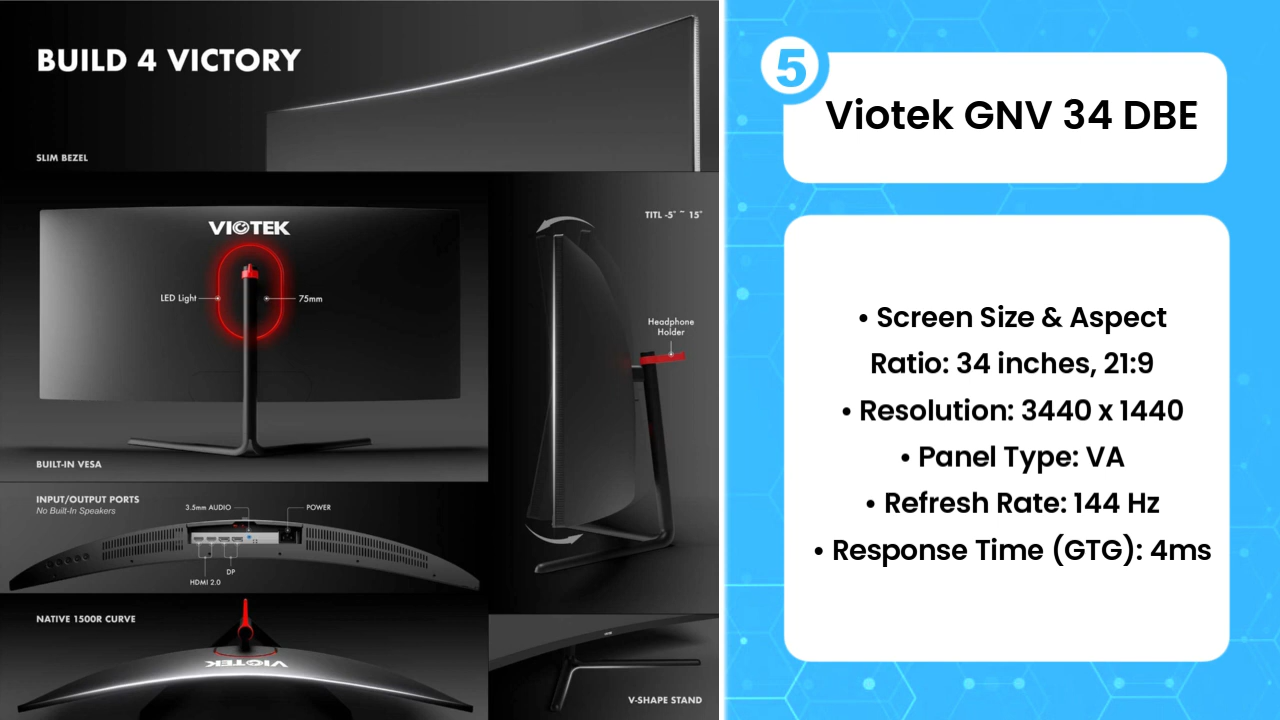 BUILD 4 VICTORY
SLIM BEZEL
VIOTEK
LED Light
75mm
BUILT-IN VESA
TITL -5° ~ 15°
Headphone
Holder
INPUT/OUTPUT PORTS
No Built-In Speakers
3.5mm AUDIO
POWER
DP
HDMI 2.0
NATIVE 1500R CURVE
VIOTEK
V-SHAPE STAND
5
Viotek GNV 34 DBE
• Screen Size & Aspect
Ratio: 34 inches, 21:9
• Resolution: 3440 x 1440
• Panel Type: VA
• Refresh Rate: 144 Hz
• Response Time (GTG): 4ms